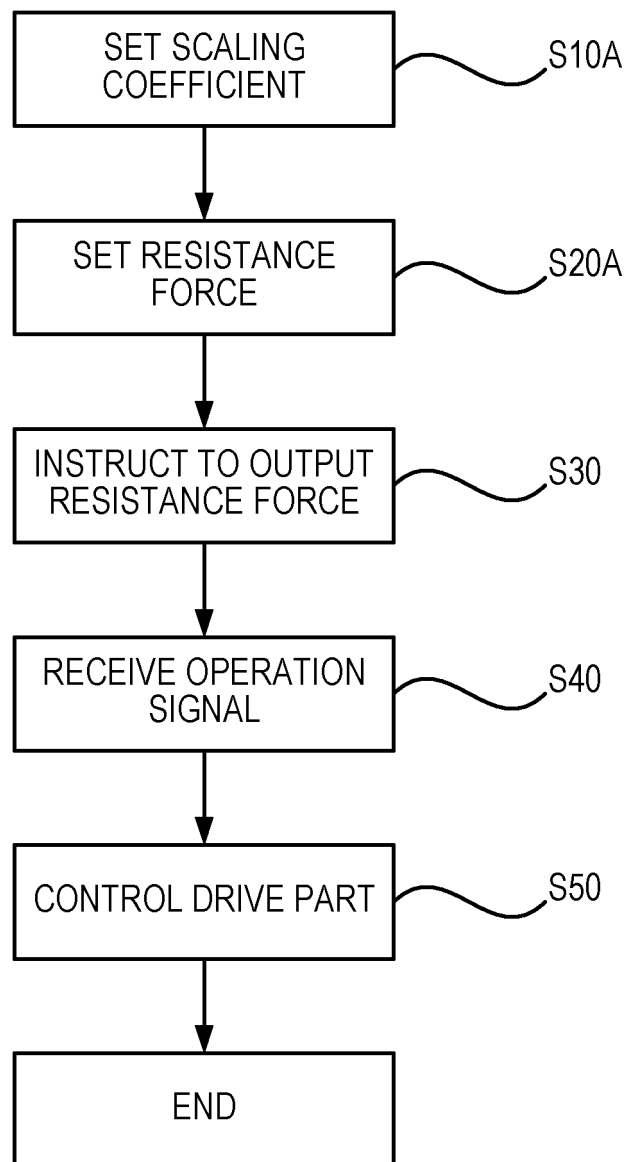 SET SCALING
COEFFICIENT
S10A
SET RESISTANCE
FORCE
S20A
INSTRUCT TO OUTPUT
RESISTANCE FORCE
S30
RECEIVE OPERATION
SIGNAL
S40
CONTROL DRIVE PART
S50
END